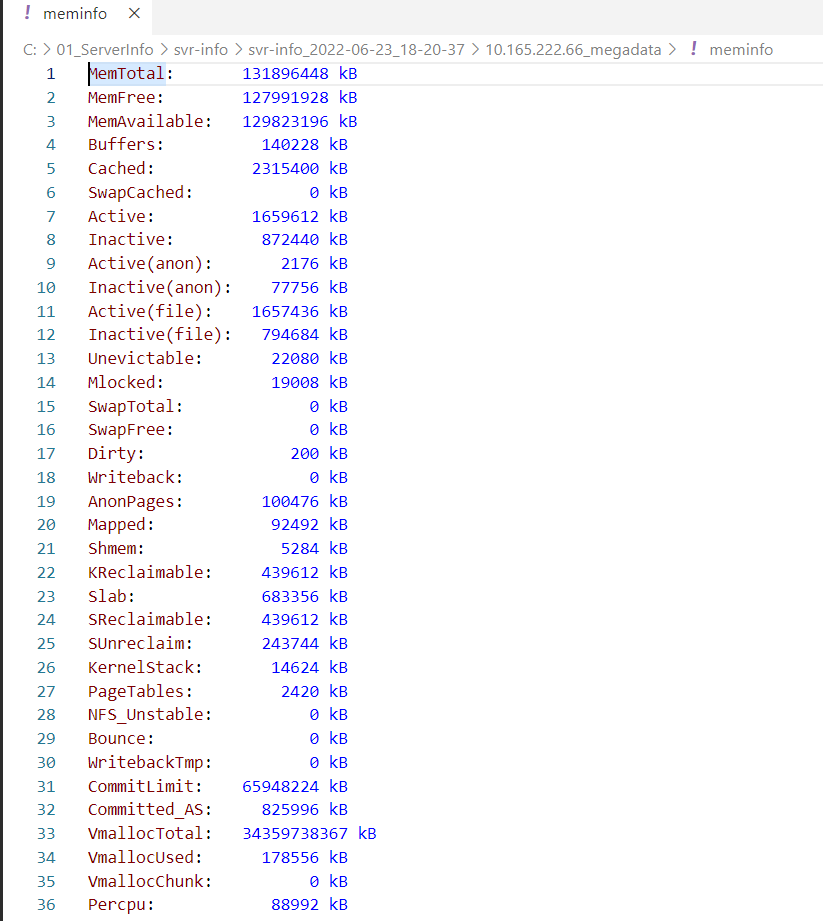 ! meminfo ×
C: > 01_ServerInfo > svr-info > svr-info_2022-06-23_18-20-37 > 10.165.222.66_megadata > ! meminfo
1 MemTotal: 131896448 kB
2 MemFree: 127991928 kB
3 MemAvailable: 129823196 kB
4 Buffers: 140228 kB
5 Cached: 2315400 kB
6 SwapCached: 0 kB
7 Active: 1659612 kB
8 Inactive: 872440 kB
9 Active(anon): 2176 kB
10 Inactive(anon): 77756 kB
11 Active(file): 1657436 kB
12 Inactive(file): 794684 kB
13 Unevictable: 22080 kB
14 Mlocked: 19008 kB
15 SwapTotal: 0 kB
16 SwapFree: 0 kB
17 Dirty: 200 kB
18 Writeback: 0 kB
19 AnonPages: 100476 kB
20 Mapped: 92492 kB
21 Shmem: 5284 kB
22 KReclaimable: 439612 kB
23 Slab: 683356 kB
24 SReclaimable: 439612 kB
25 SUnreclaim: 243744 kB
26 KernelStack: 14624 kB
27 PageTables: 2420 kB
28 NFS_Unstable: 0 kB
29 Bounce: 0 kB
30 WritebackTmp: 0 kB
31 CommitLimit: 65948224 kB
32 Committed_AS: 825996 kB
33 VmallocTotal: 34359738367 kB
34 VmallocUsed: 178556 kB
35 VmallocChunk: 0 kB
36 Percpu: 88992 kB